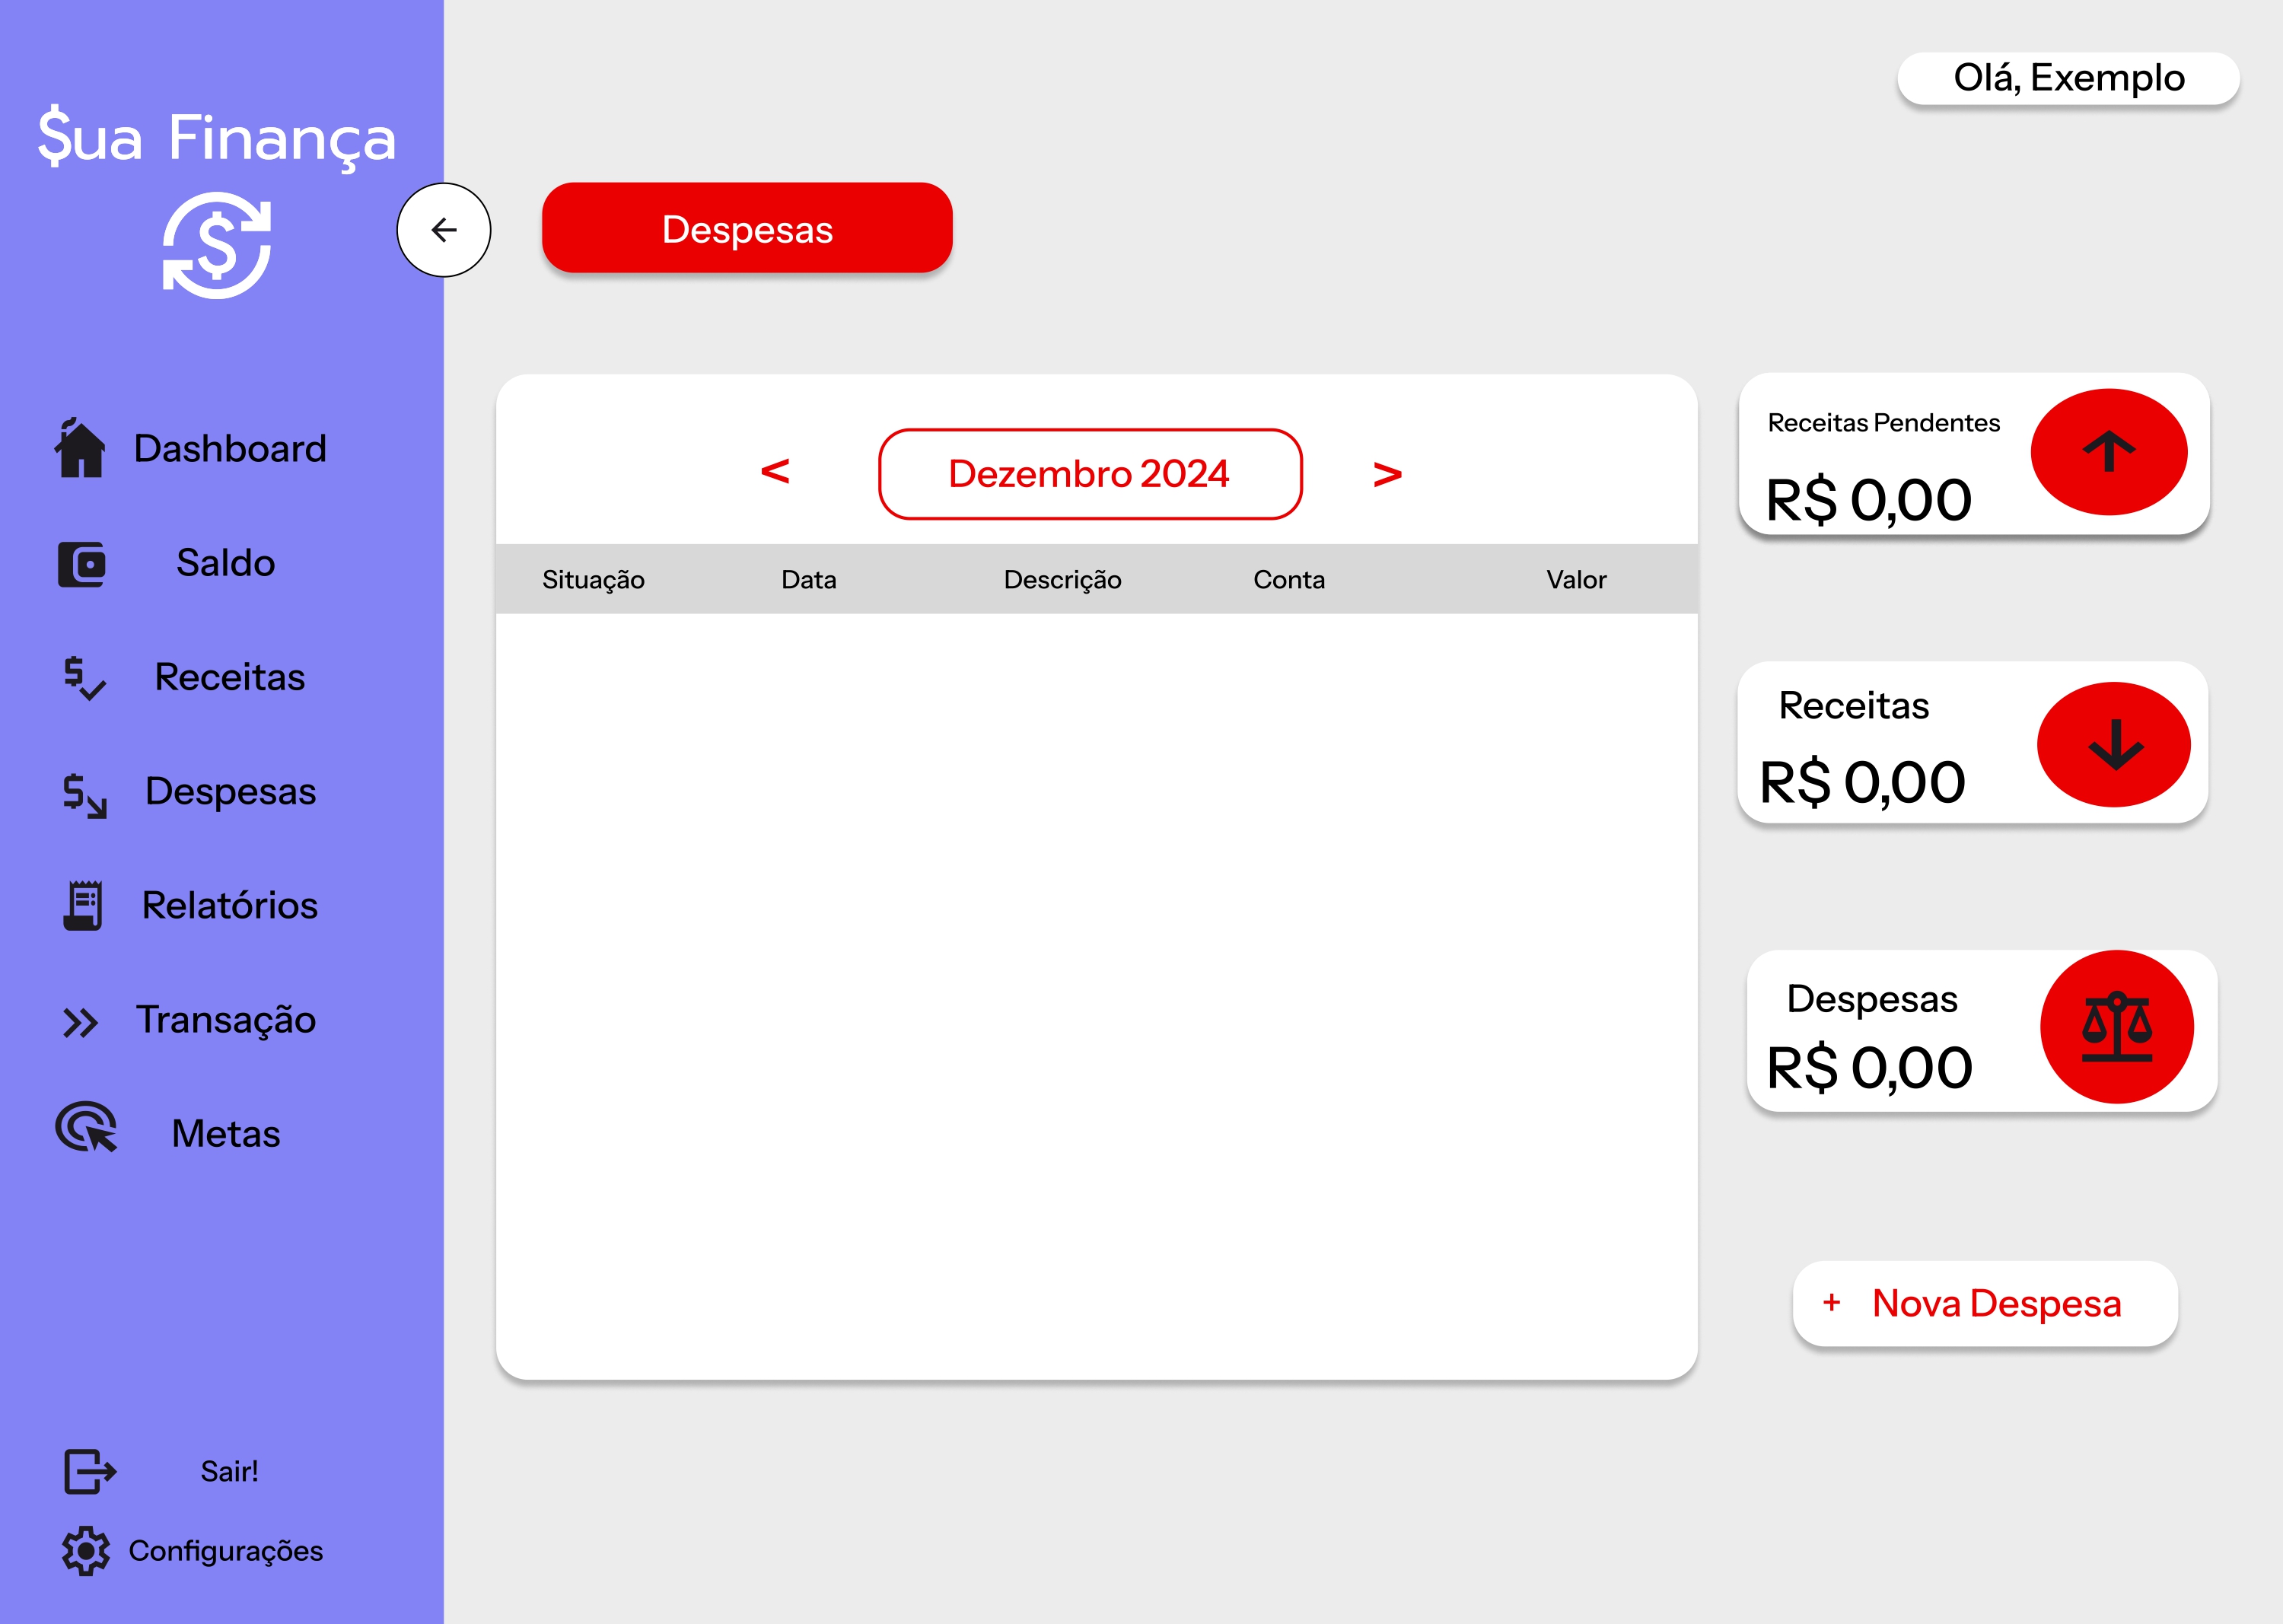 $ua Finança
Olá, Exemplo
Despesas
Dashboard
Saldo
Receitas
Despesas
Relatórios
Transação
Metas
Sair!
Configurações
< Dezembro 2024 >
Situação Data Descrição Conta Valor
Receitas Pendentes
R$ 0,00
Receitas
R$ 0,00
Despesas
R$ 0,00
+ Nova Despesa